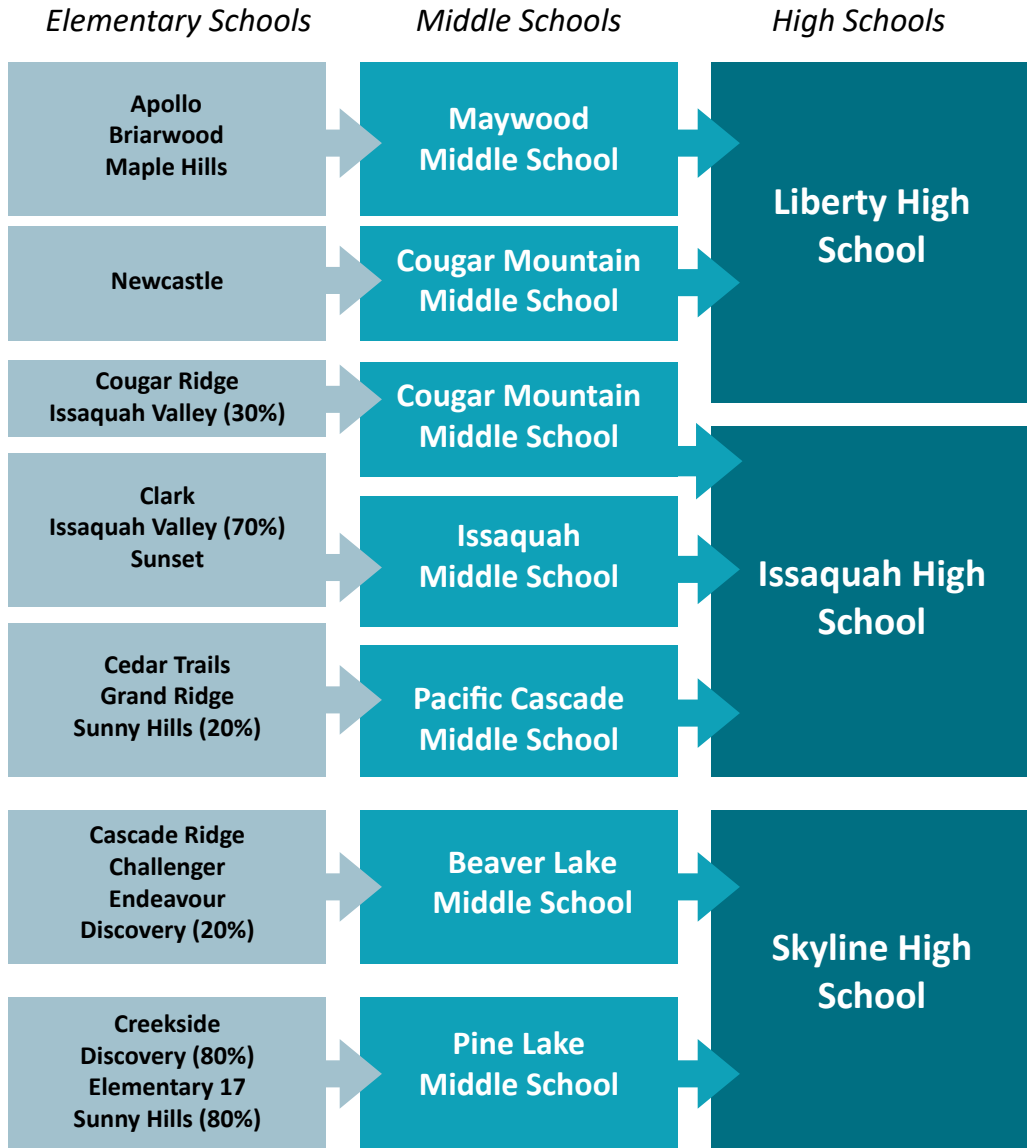 Elementary Schools
Middle Schools
High Schools
Apollo
Briarwood
Maple Hills
Maywood
Middle School
Liberty High
School
Newcastle
Cougar Mountain
Middle School
Cougar Ridge
Issaquah Valley (30%)
Cougar Mountain
Middle School
Clark
Issaquah Valley (70%)
Sunset
Issaquah
Middle School
Issaquah High
School
Cedar Trails
Grand Ridge
Sunny Hills (20%)
Pacific Cascade
Middle School
Cascade Ridge
Challenger
Endeavour
Discovery (20%)
Beaver Lake
Middle School
Skyline High
School
Creekside
Discovery (80%)
Elementary 17
Sunny Hills (80%)
Pine Lake
Middle School